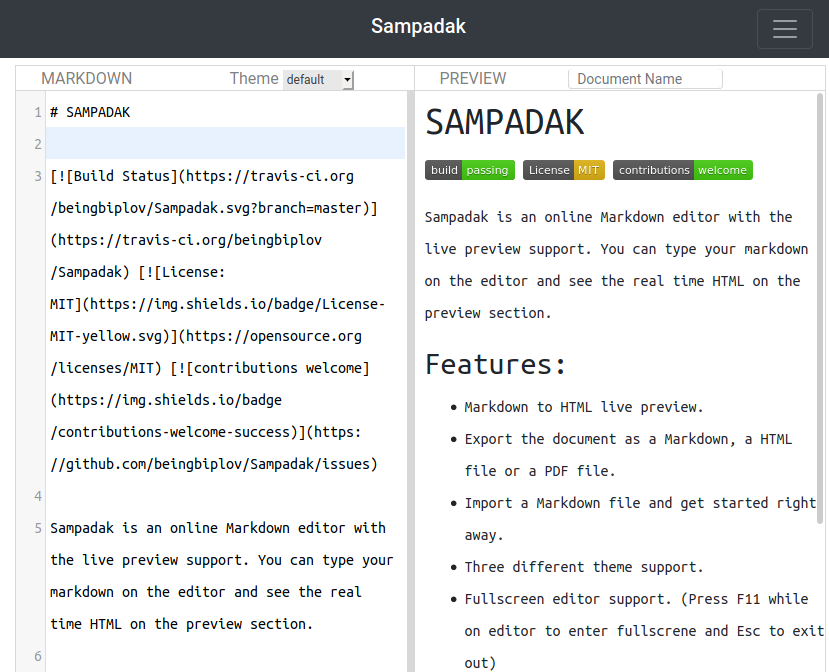 Sampadak
MARKDOWN
Theme default
PREVIEW
Document Name
1 # SAMPADAK
2
3 [![Build Status](https://travis-ci.org
/beingbiplov/Sampadak.svg?branch=master)]
(https://travis-ci.org/beingbiplov
/Sampadak) [![License:
MIT](https://img.shields.io/badge/License-
MIT-yellow.svg)](https://opensource.org
/licenses/MIT) [![contributions welcome]
(https://img.shields.io/badge
/contributions-welcome-success)](https:
//github.com/beingbiplov/Sampadak/issues)
4
5 Sampadak is an online Markdown editor with
the live preview support. You can type your
markdown on the editor and see the real
time HTML on the preview section.
6
SAMPADAK
build passing License MIT contributions welcome
Sampadak is an online Markdown editor with the
live preview support. You can type your markdown
on the editor and see the real time HTML on the
preview section.
Features:
• Markdown to HTML live preview.
• Export the document as a Markdown, a HTML
file or a PDF file.
• Import a Markdown file and get started right
away.
• Three different theme support.
• Fullscreen editor support. (Press F11 while
on editor to enter fullscrene and Esc to exit
out)